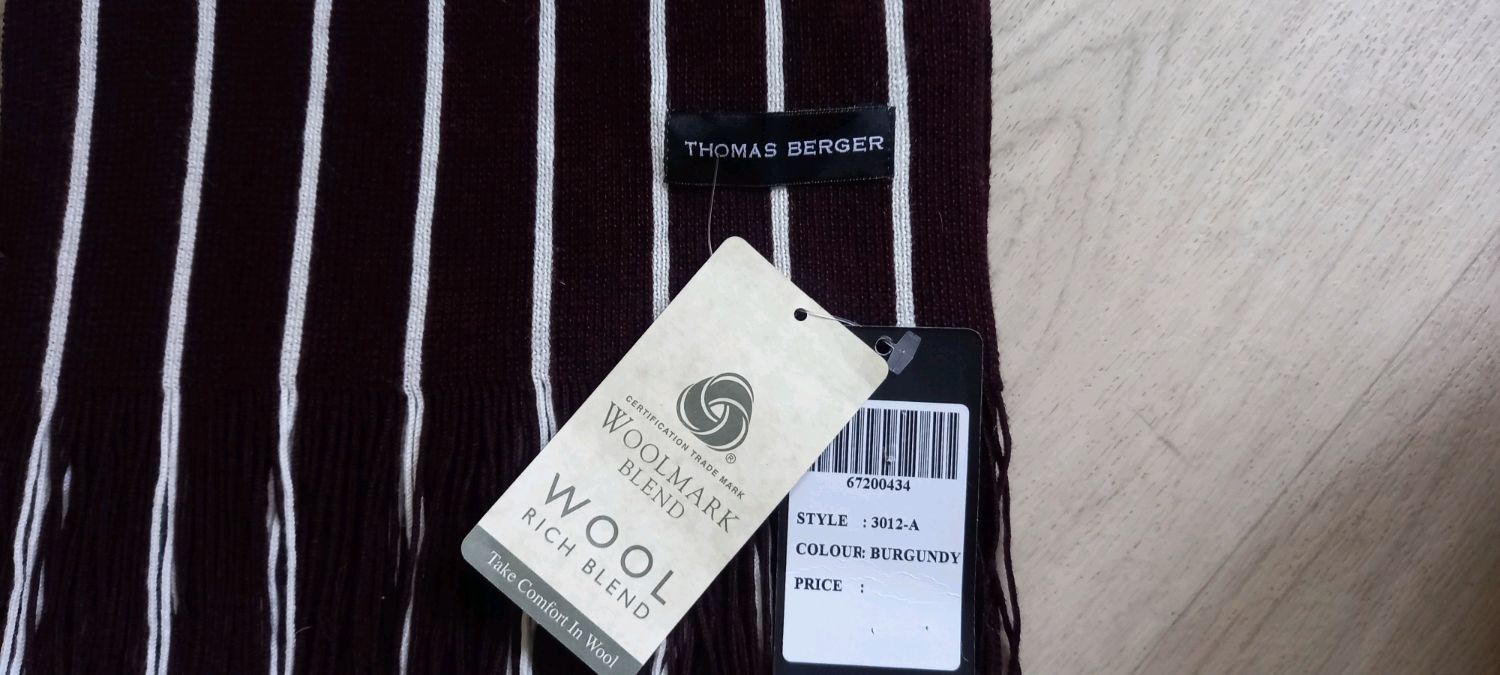 THOMAS BERGER
CERTIFICATION TRADE MARK
WOOLMARK
BLEND
WOOL
RICH BLEND
Take Comfort In Wool
67200434
STYLE : 3012-A
COLOUR: BURGUNDY
PRICE :